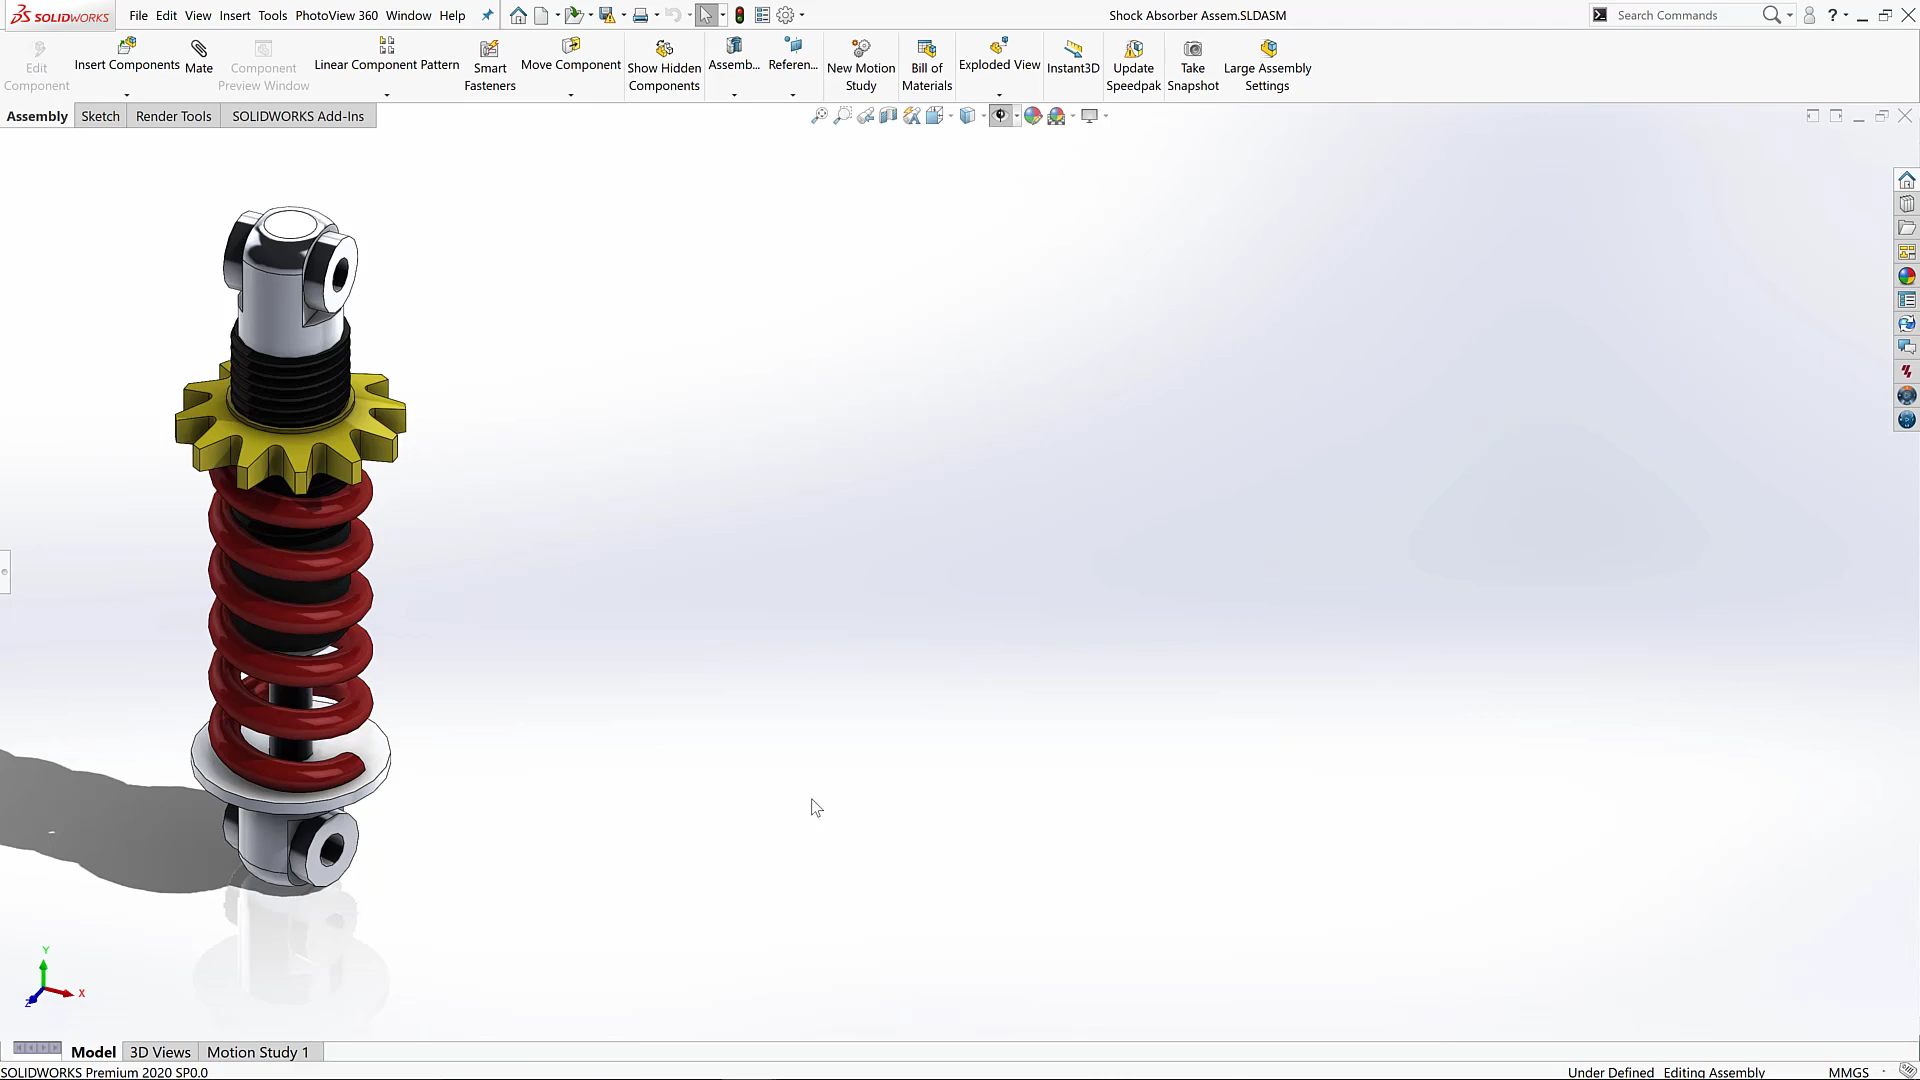 SOLIDWORKS File Edit View Insert Tools PhotoView 360 Window Help Shock Absorber Assem.SLDASM Search Commands ?
Edit Component
Insert Components
Mate
Component Preview Window
Linear Component Pattern
Smart Fasteners
Move Component
Show Hidden Components
Assemb...
Referen...
New Motion Study
Bill of Materials
Exploded View
Instant3D
Update Speedpak
Take Snapshot
Large Assembly Settings
Assembly Sketch Render Tools SOLIDWORKS Add-Ins
Y
X
Z
Model 3D Views Motion Study 1
SOLIDWORKS Premium 2020 SP0.0 Under Defined Editing Assembly MMGS